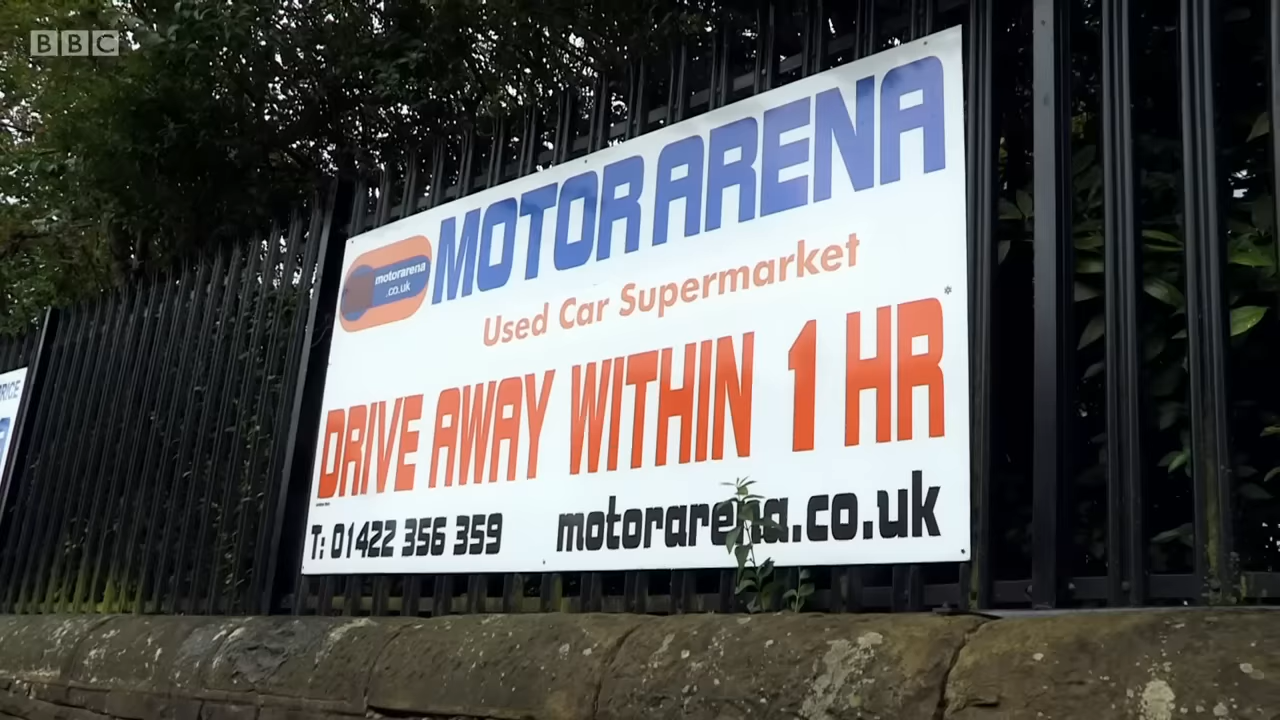 BBC
MOTOR ARENA
motorarena
.co.uk
Used Car Supermarket
DRIVE AWAY WITHIN 1 HR*
T: 01422 356 359
motorarena.co.uk